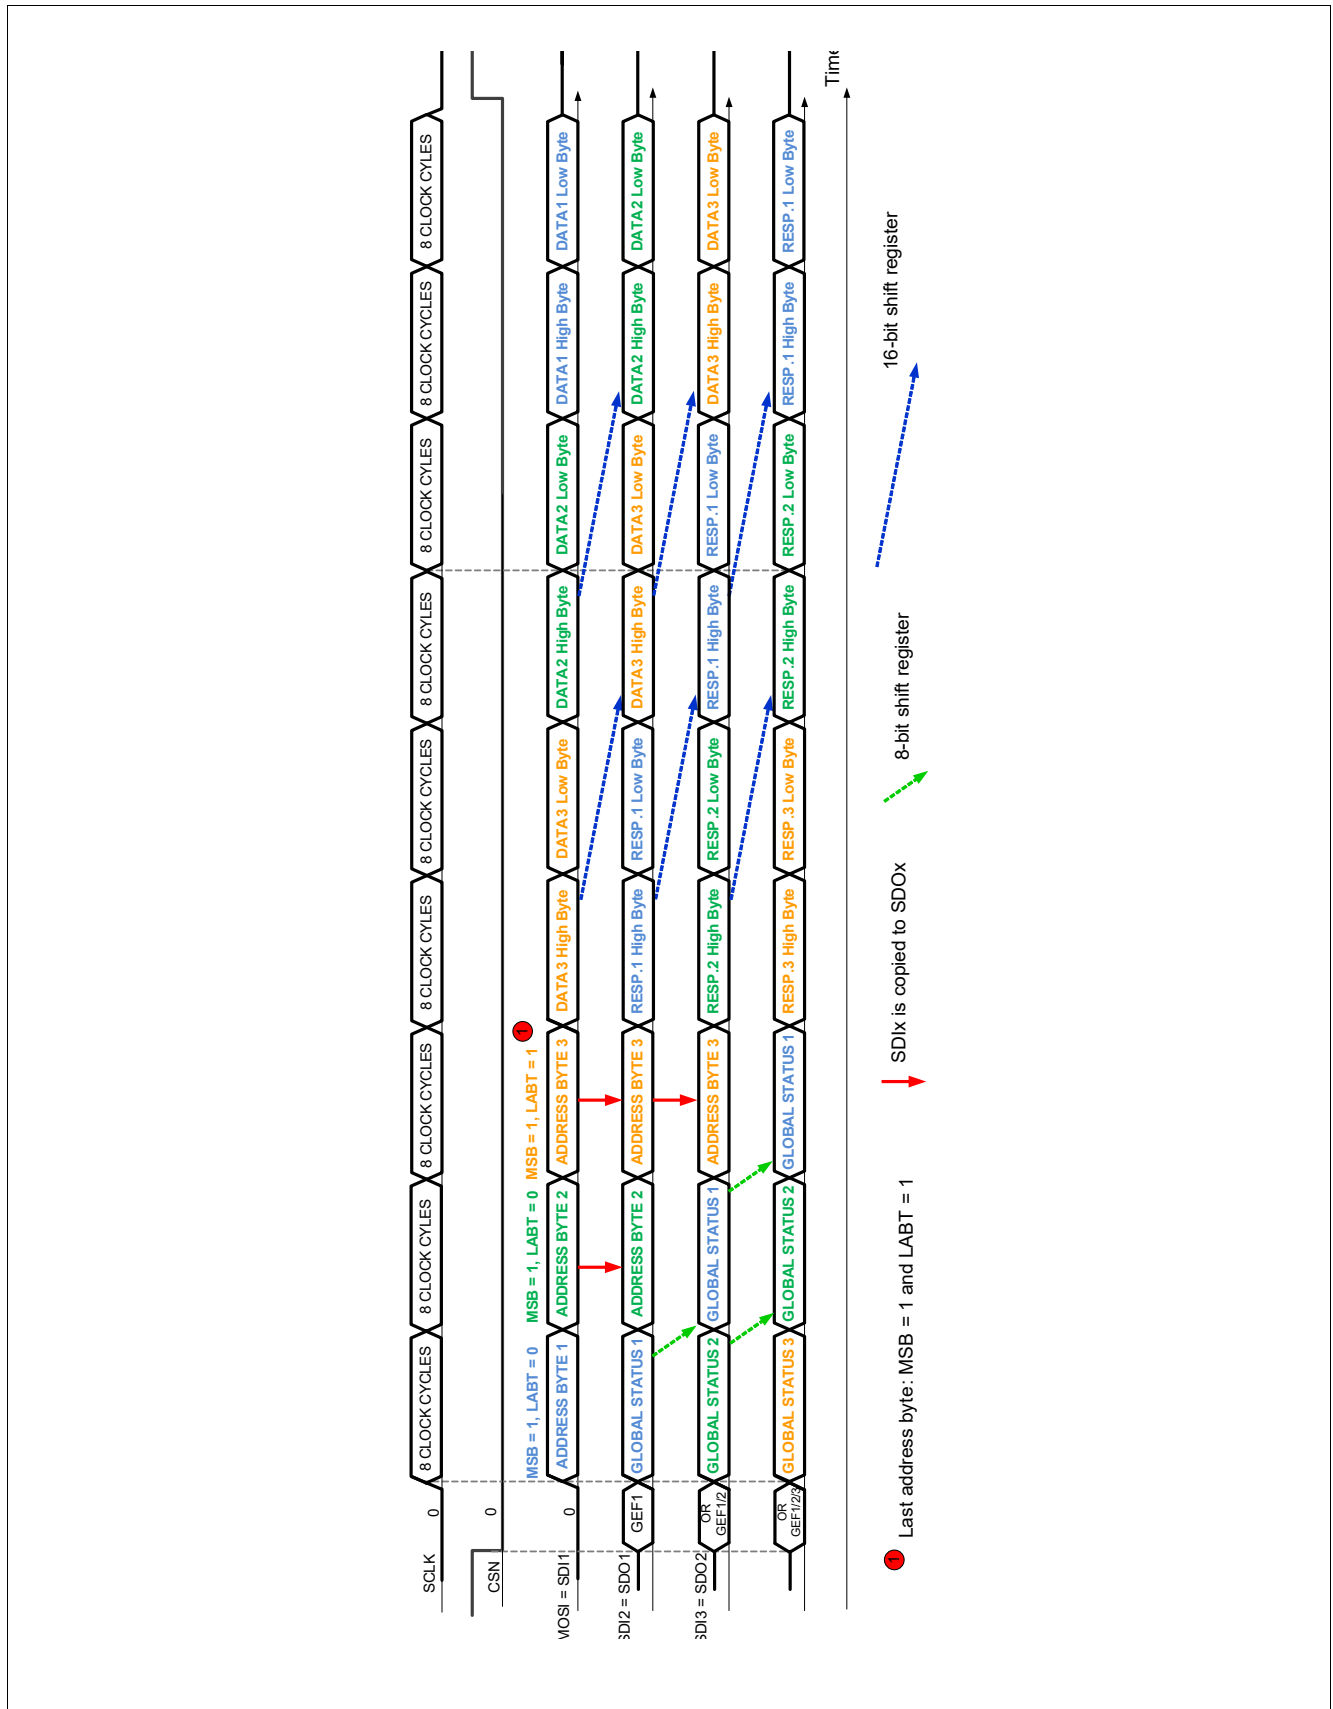 SCLK
0
8 CLOCK CYCLES
8 CLOCK CYLES
8 CLOCK CYCLES
8 CLOCK CYLES
8 CLOCK CYLES
8 CLOCK CYLES
8 CLOCK CYCLES
8 CLOCK CYCLES
8 CLOCK CYLES
CSN
0
MSB = 1, LABT = 0
MSB = 1, LABT = 0
MSB = 1, LABT = 1
1
MOSI = SDI1
0
ADDRESS BYTE 1
ADDRESS BYTE 2
ADDRESS BYTE 3
DATA3 High Byte
DATA3 Low Byte
DATA2 High Byte
DATA2 Low Byte
DATA1 High Byte
DATA1 Low Byte
SDI2 = SDO1
GEF1
GLOBAL STATUS 1
ADDRESS BYTE 2
ADDRESS BYTE 3
RESP.1 High Byte
RESP.1 Low Byte
DATA3 High Byte
DATA3 Low Byte
DATA2 High Byte
DATA2 Low Byte
SDI3 = SDO2
OR
GEF1/2
GLOBAL STATUS 2
GLOBAL STATUS 1
ADDRESS BYTE 3
RESP.2 High Byte
RESP.2 Low Byte
RESP.1 High Byte
RESP.1 Low Byte
DATA3 High Byte
DATA3 Low Byte
OR
GEF1/2/3
GLOBAL STATUS 3
GLOBAL STATUS 2
GLOBAL STATUS 1
RESP.3 High Byte
RESP.3 Low Byte
RESP.2 High Byte
RESP.2 Low Byte
RESP.1 High Byte
RESP.1 Low Byte
Time
1
Last address byte: MSB = 1 and LABT = 1
SDIx is copied to SDOx
8-bit shift register
16-bit shift register